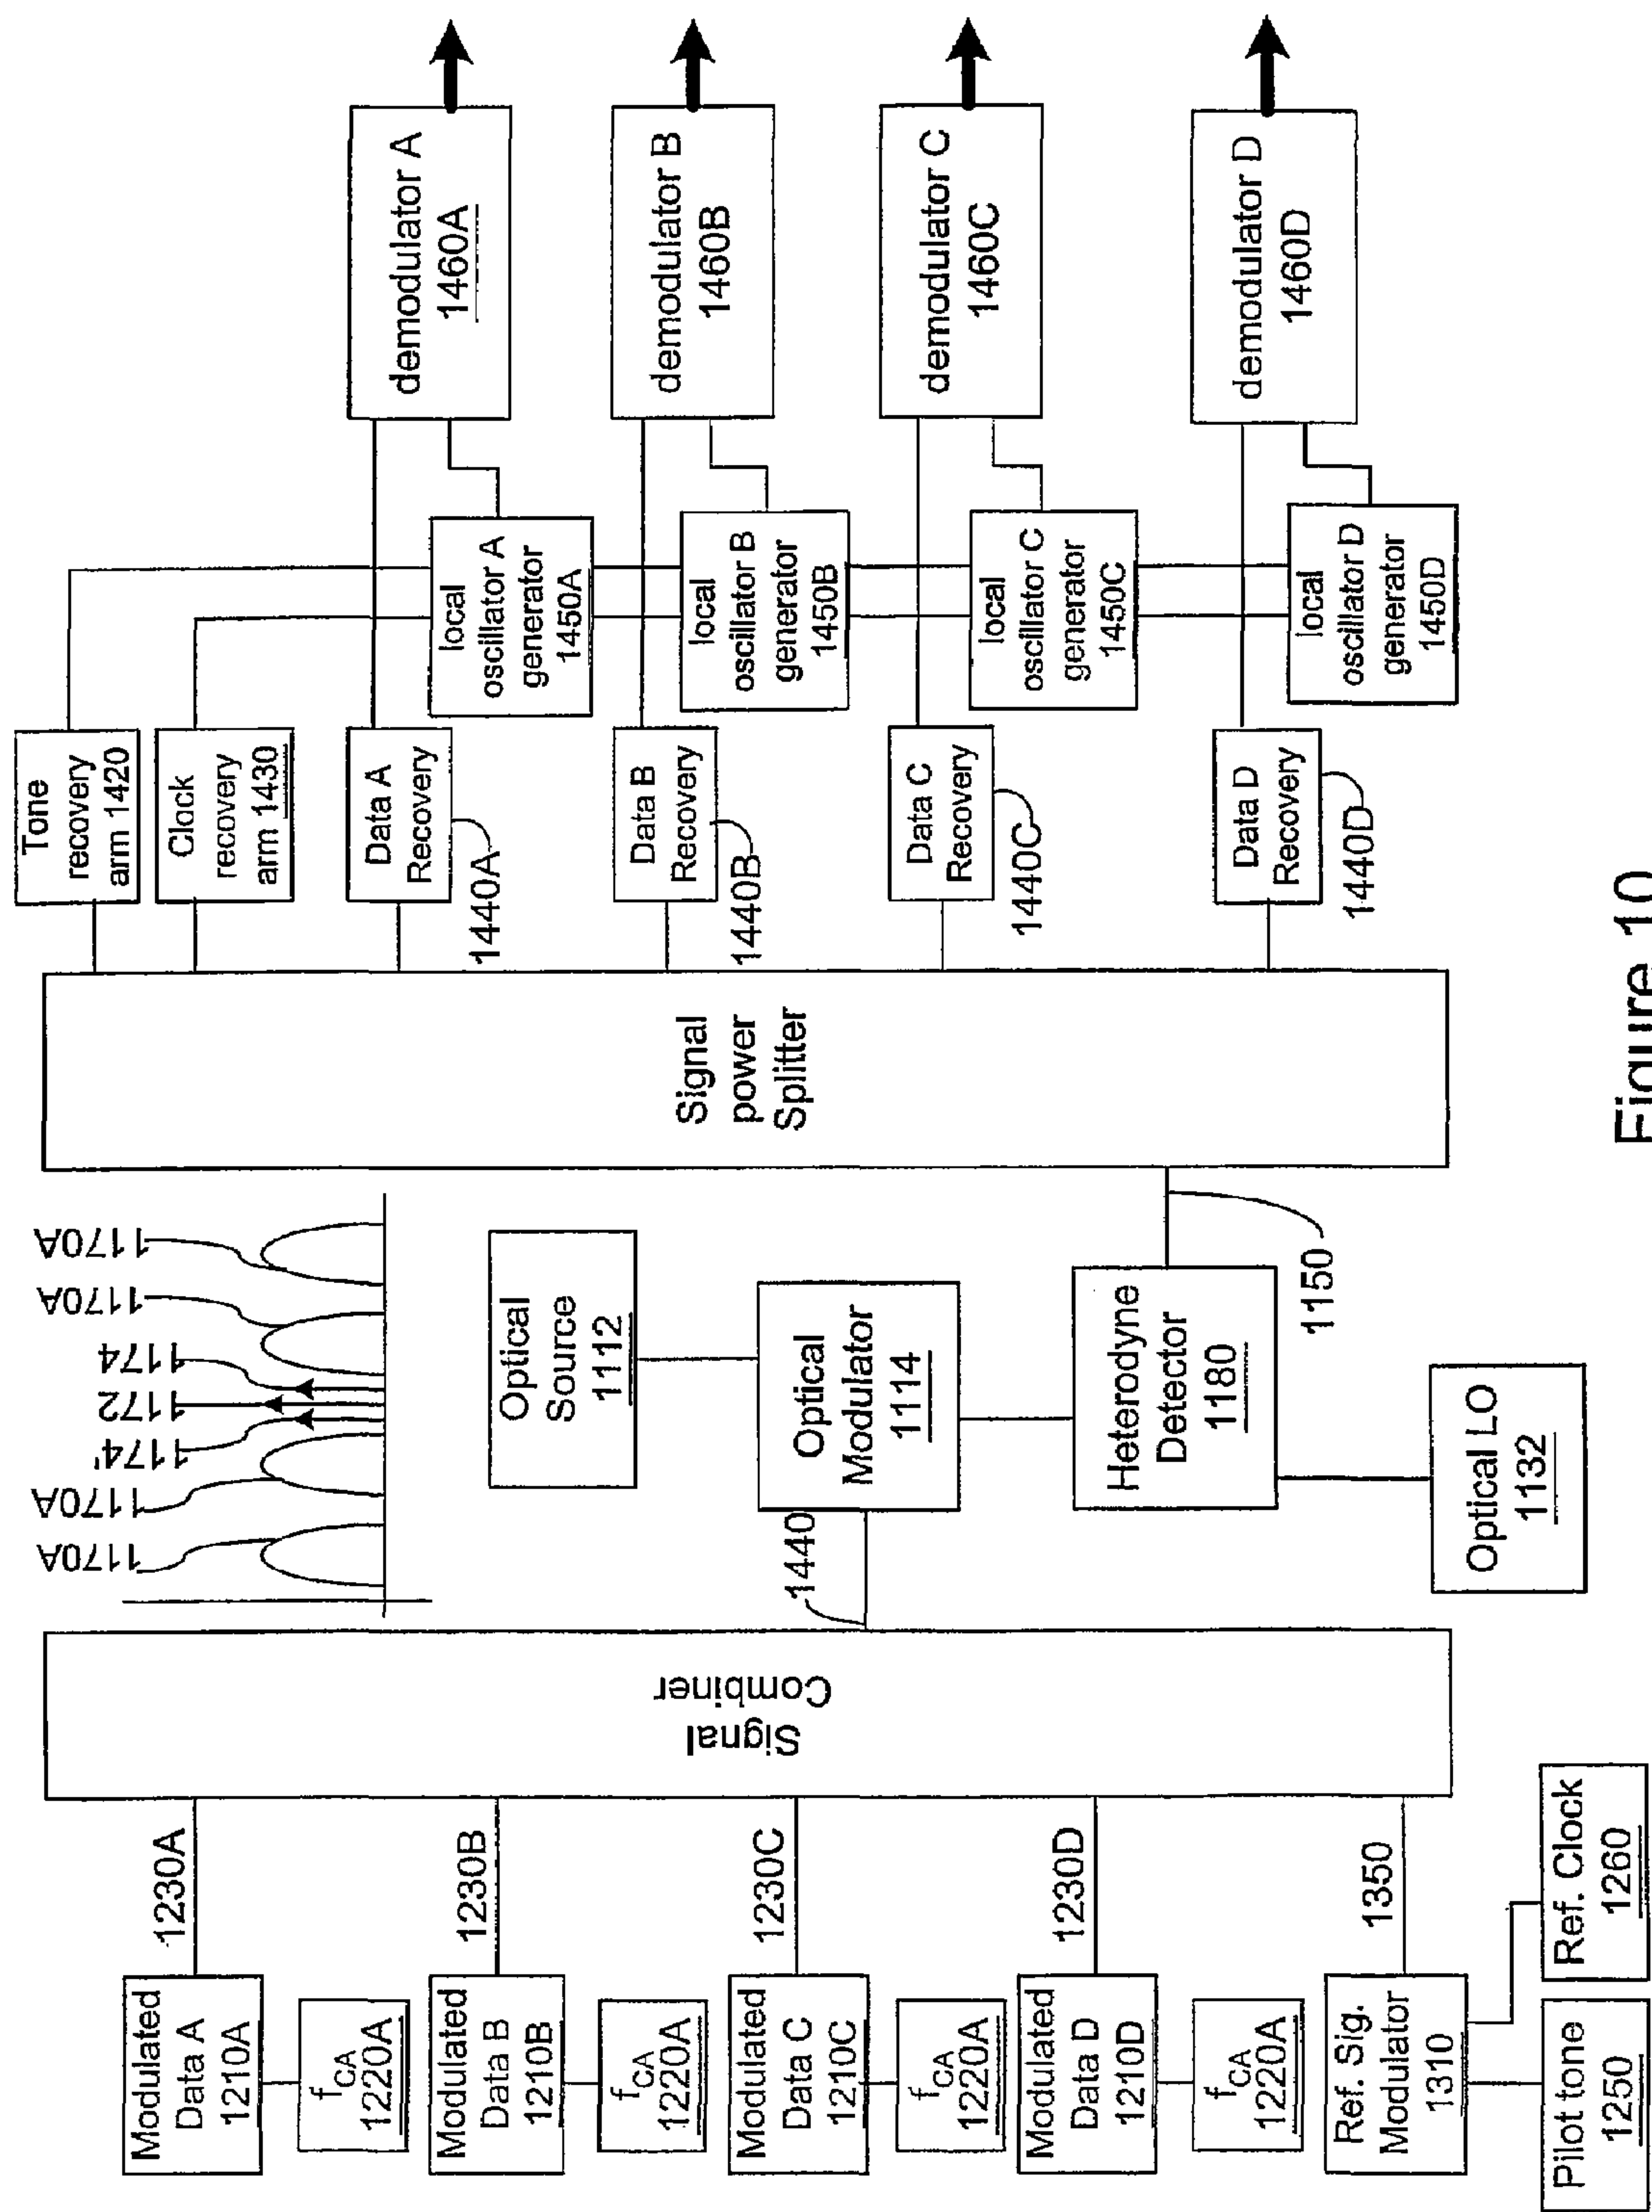 Modulated
Data A
1210A
f CA
1220A
Modulated
Data B
1210B
f CA
1220A
Modulated
Data C
1210C
f CA
1220A
Modulated
Data D
1210D
f CA
1220A
Ref. Sig.
Modulator
1310
Pilot tone
1250
Ref. Clock
1260
1230A
1230B
1230C
1230D
1350
Signal
Combiner
1440
1170A
1170A
1174'
1172
1174
1170A
1170A
Optical
Source
1112
Optical
Modulator
1114
Heterodyne
Detector
1180
Optical LO
1132
1150
Signal
power
Splitter
Tone
recovery
arm 1420
Clock
recovery
arm 1430
Data A
Recovery
1440A
Data B
Recovery
1440B
Data C
Recovery
1440C
Data D
Recovery
1440D
local
oscillator A
generator
1450A
local
oscillator B
generator
1450B
local
oscillator C
generator
1450C
local
oscillator D
generator
1450D
demodulator A
1460A
demodulator B
1460B
demodulator C
1460C
demodulator D
1460D
Figure 10